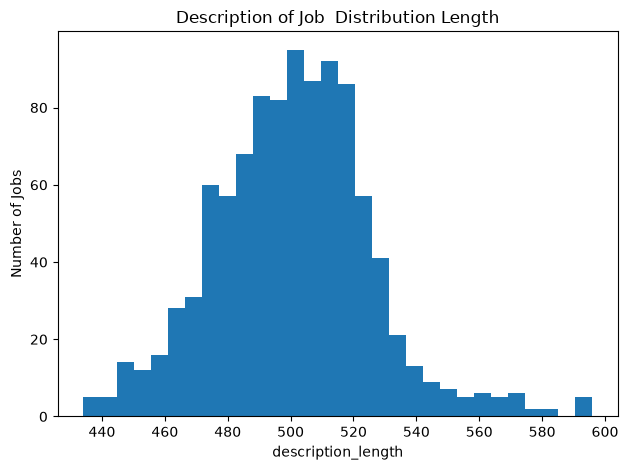 Description of Job  Distribution Length
Number of Jobs
80
60
40
20
0
440 460 480 500 520 540 560 580 600
description_length